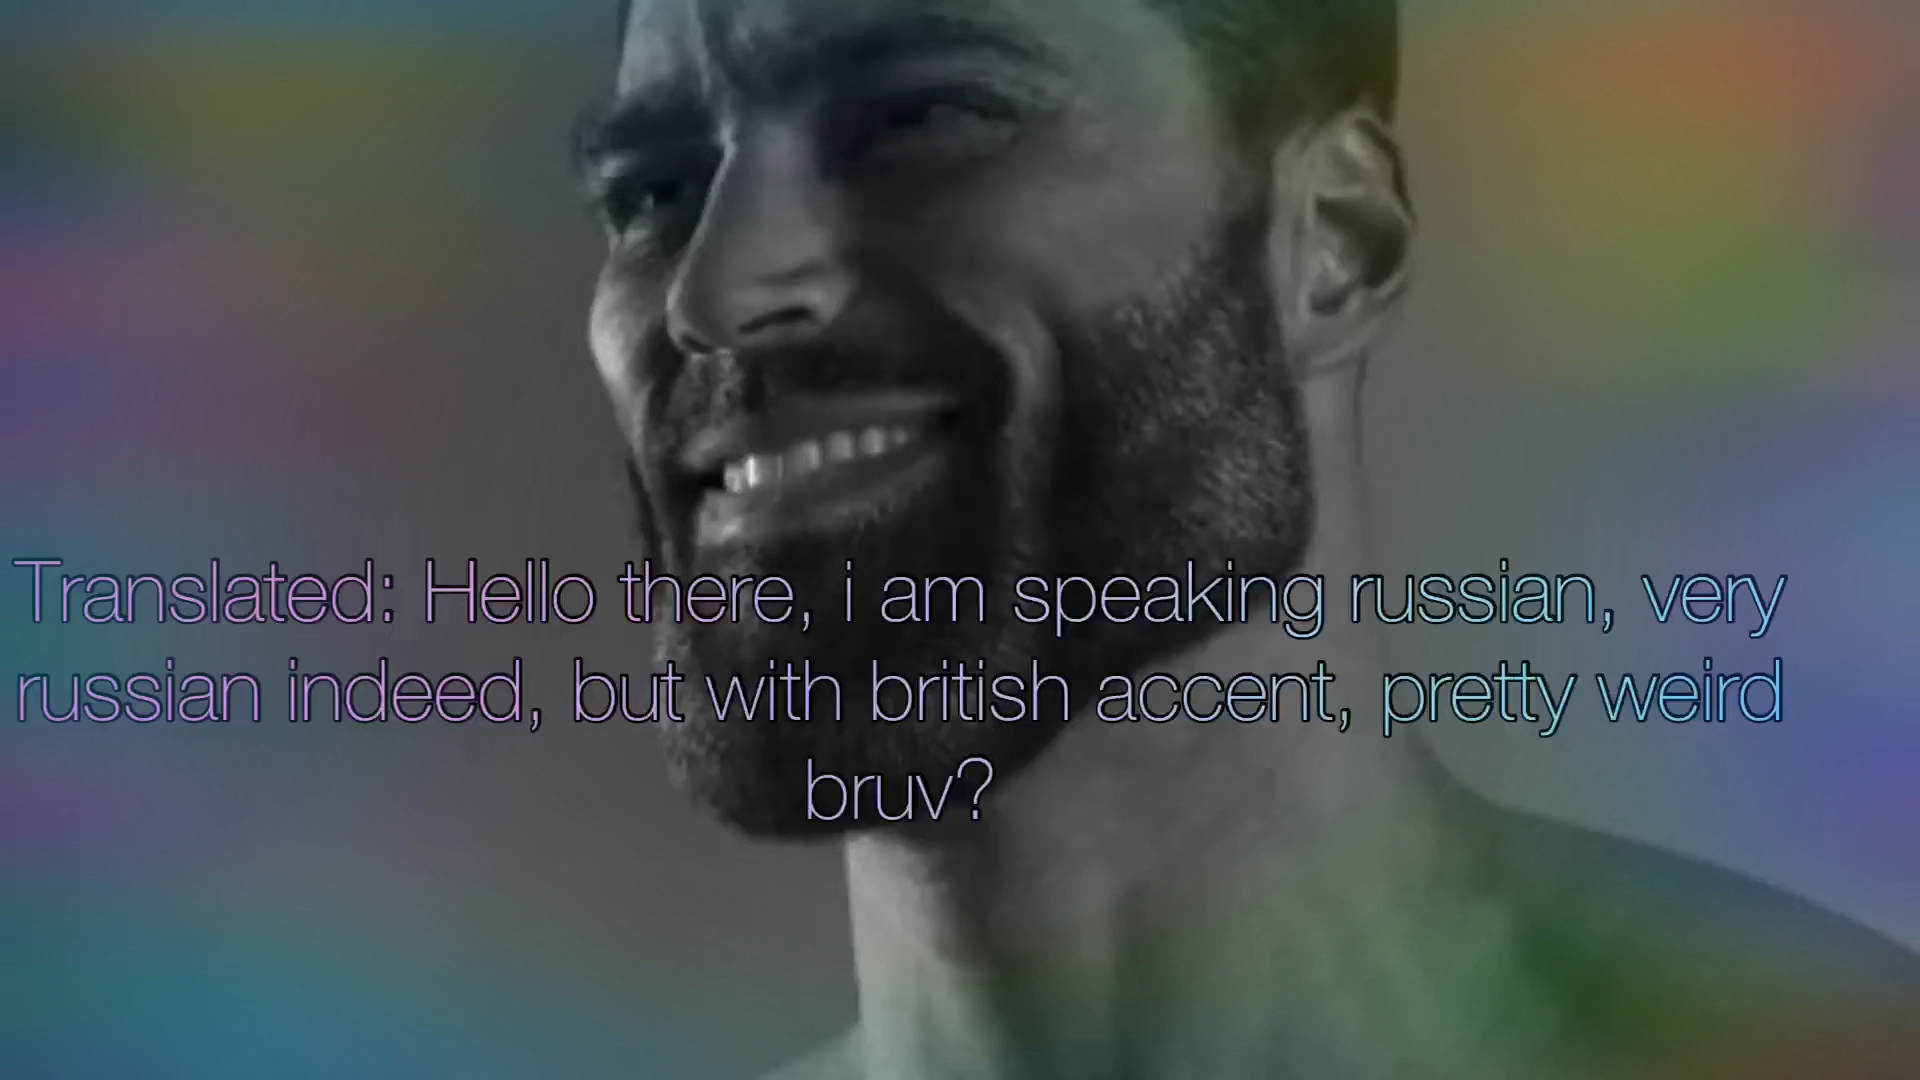 Translated: Hello there, i am speaking russian, very
russian indeed, but with british accent, pretty weird
bruv?